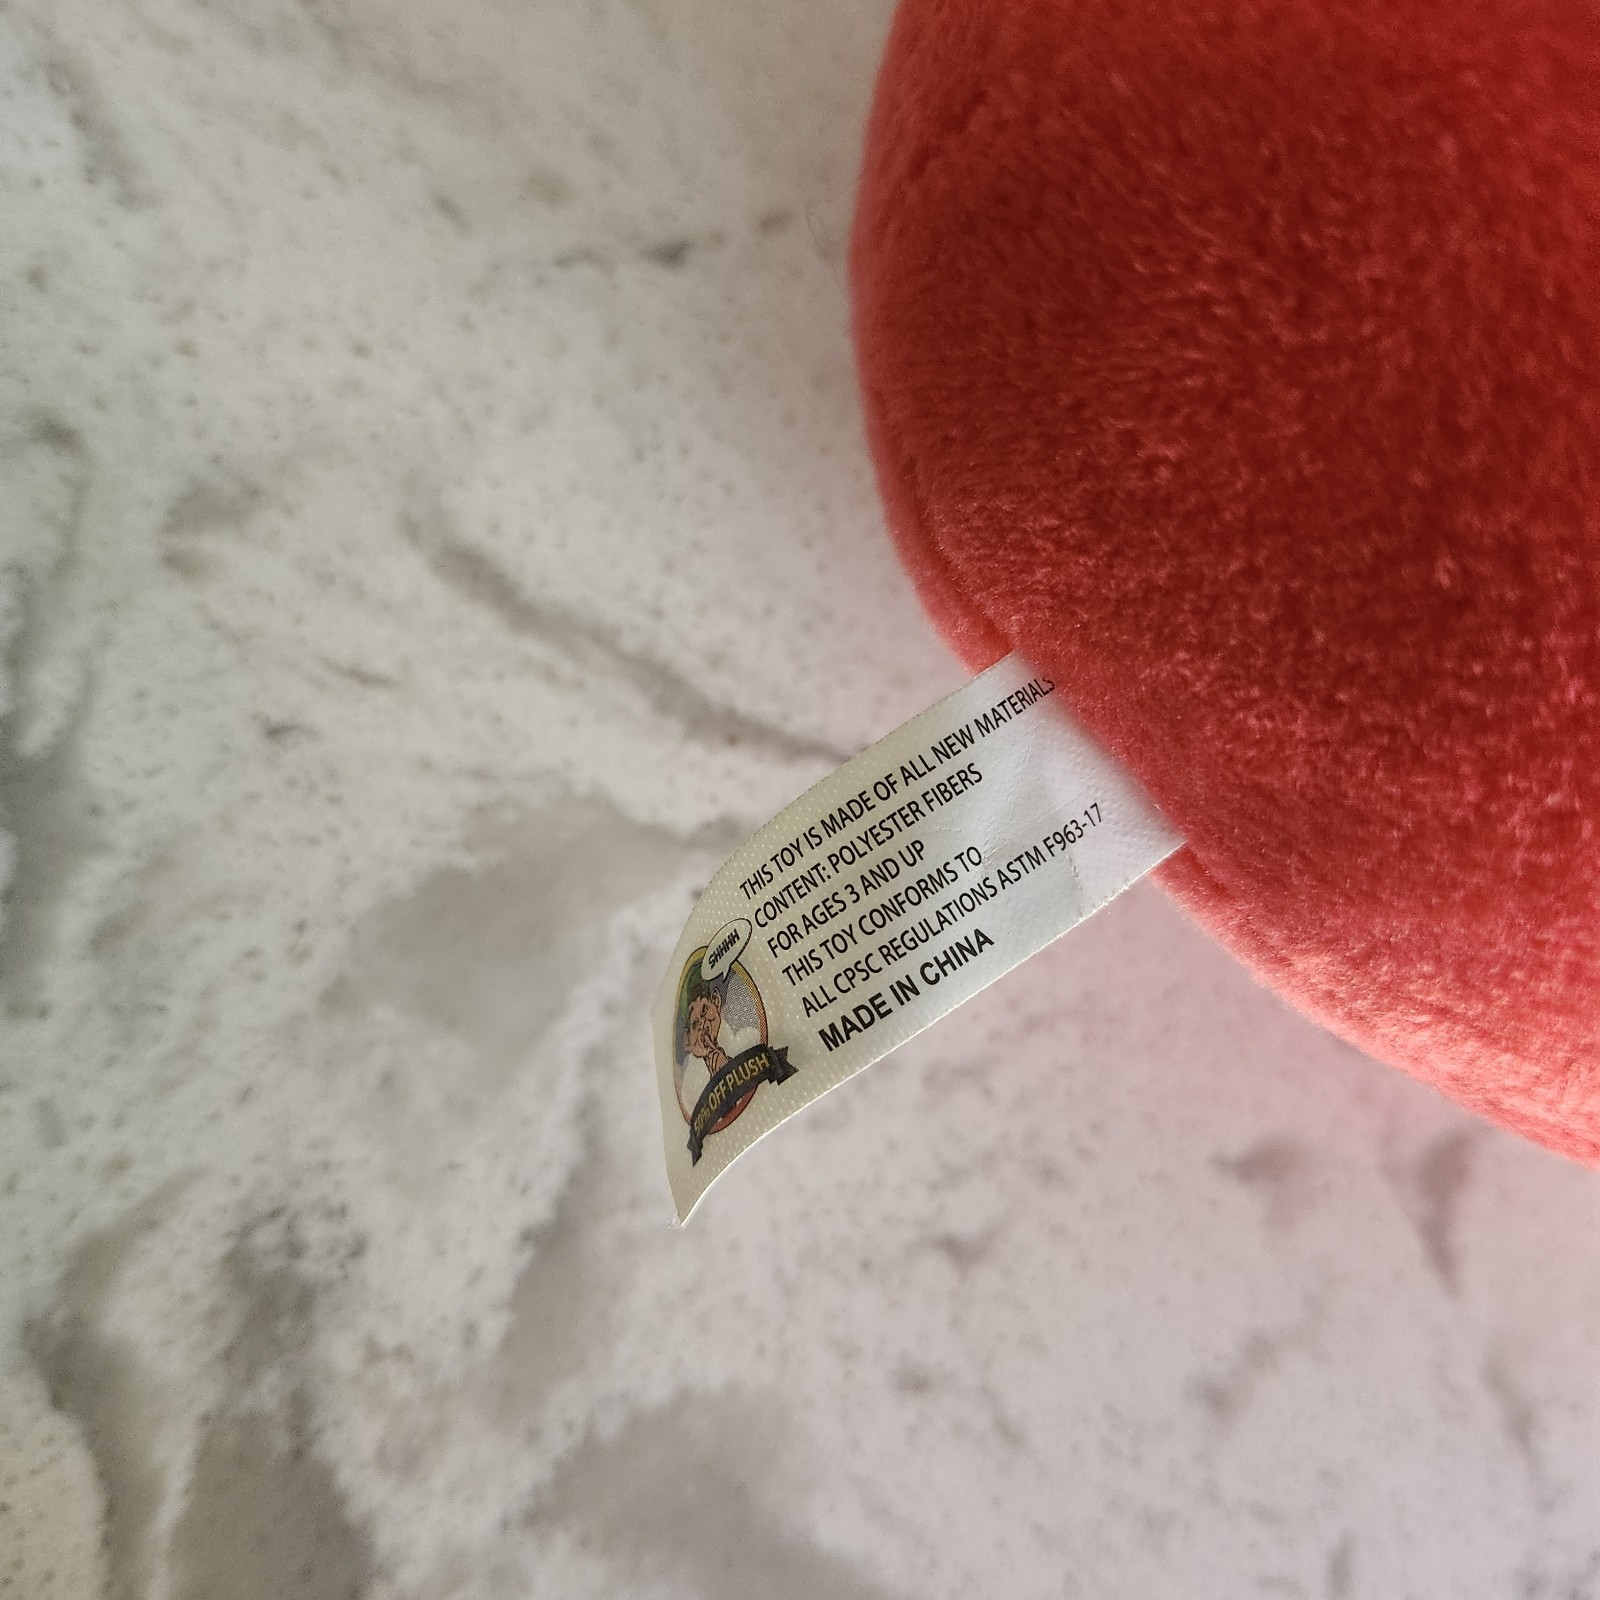 THIS TOY IS MADE OF ALL NEW MATERIALS
CONTENT: POLYESTER FIBERS
FOR AGES 3 AND UP
THIS TOY CONFORMS TO
ALL CPSC REGULATIONS ASTM F963-17
MADE IN CHINA
SHHHH
50% OFF PLUSH